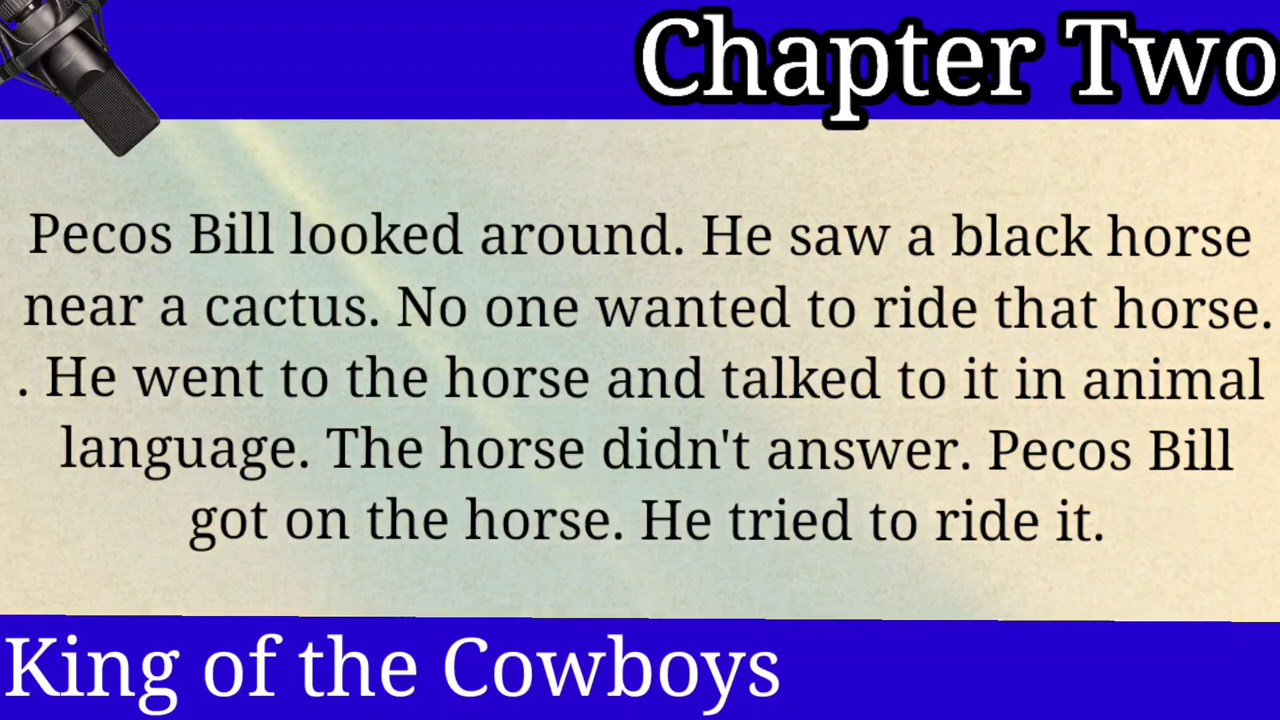 Chapter Two
Pecos Bill looked around. He saw a black horse
near a cactus. No one wanted to ride that horse.
. He went to the horse and talked to it in animal
language. The horse didn't answer. Pecos Bill
got on the horse. He tried to ride it.
King of the Cowboys